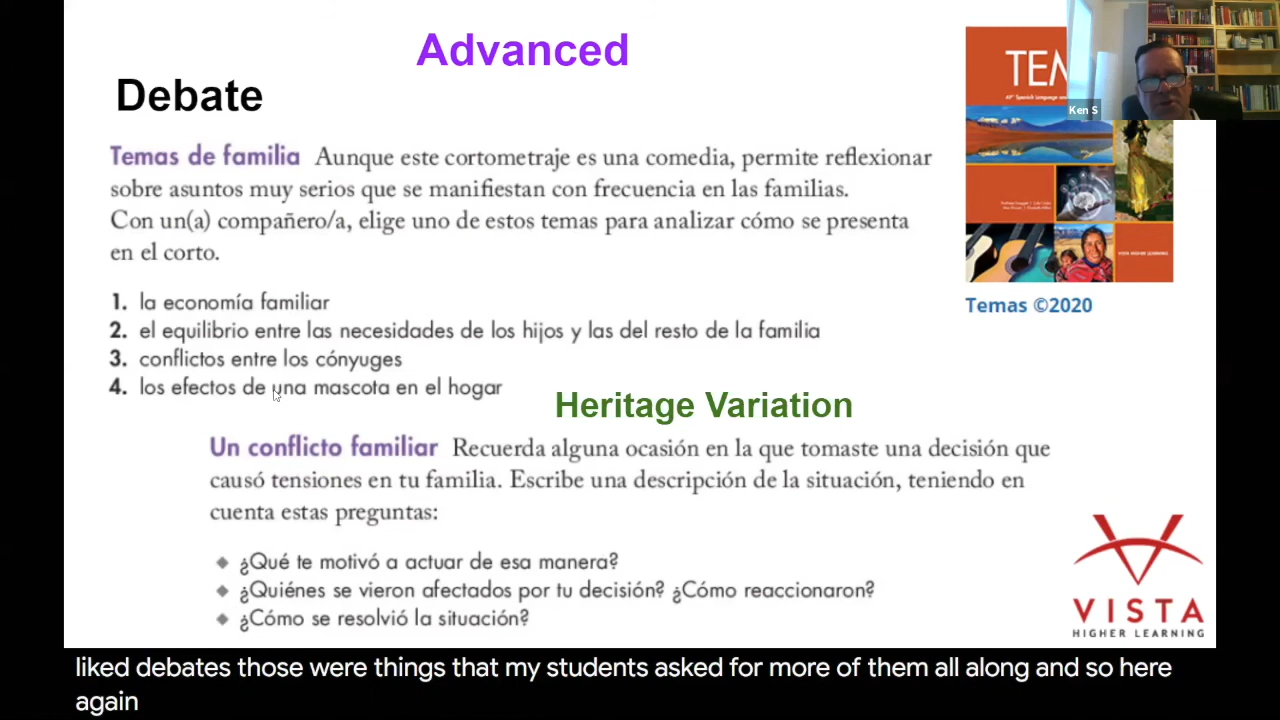 Advanced
Debate
Temas de familia Aunque este cortometraje es una comedia, permite reflexionar
sobre asuntos muy serios que se manifiestan con frecuencia en las familias.
Con un(a) compañero/a, elige uno de estos temas para analizar cómo se presenta
en el corto.
1. la economía familiar
2. el equilibrio entre las necesidades de los hijos y las del resto de la familia
3. conflictos entre los cónyuges
4. los efectos de una mascota en el hogar
TEM
Ken S
VISTA HIGHER LEARNING
Temas ©2020
Heritage Variation
Un conflicto familiar Recuerda alguna ocasión en la que tomaste una decisión que
causó tensiones en tu familia. Escribe una descripción de la situación, teniendo en
cuenta estas preguntas:
◆ ¿Qué te motivó a actuar de esa manera?
◆ ¿Quiénes se vieron afectados por tu decisión? ¿Cómo reaccionaron?
◆ ¿Cómo se resolvió la situación?
VISTA
HIGHER LEARNING
liked debates those were things that my students asked for more of them all along and so here
again